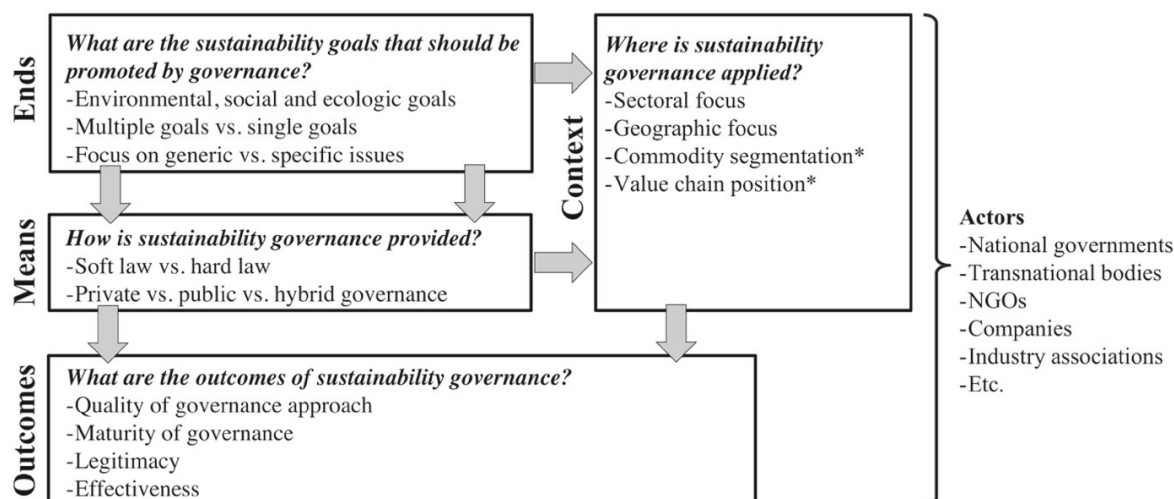 Ends
What are the sustainability goals that should be
promoted by governance?
-Environmental, social and ecologic goals
-Multiple goals vs. single goals
-Focus on generic vs. specific issues
Context
Where is sustainability
governance applied?
-Sectoral focus
-Geographic focus
-Commodity segmentation*
-Value chain position*
Means
How is sustainability governance provided?
-Soft law vs. hard law
-Private vs. public vs. hybrid governance
Outcomes
What are the outcomes of sustainability governance?
-Quality of governance approach
-Maturity of governance
-Legitimacy
-Effectiveness
Actors
-National governments
-Transnational bodies
-NGOs
-Companies
-Industry associations
-Etc.